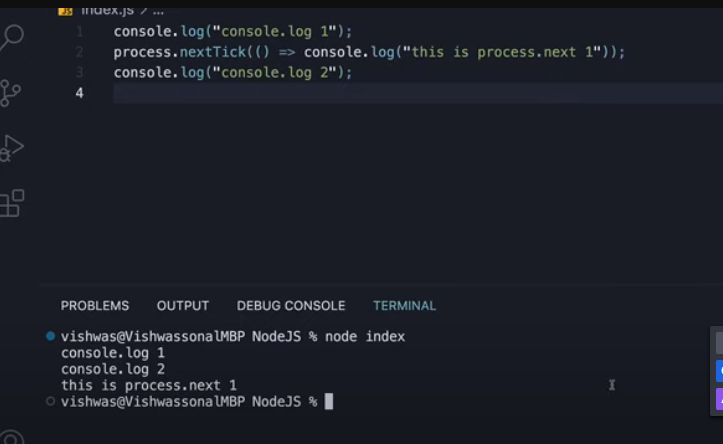 JS index.js > ...
1 console.log("console.log 1");
2 process.nextTick(() => console.log("this is process.next 1"));
3 console.log("console.log 2");
4
PROBLEMS OUTPUT DEBUG CONSOLE TERMINAL
vishwas@VishwassonalMBP NodeJS % node index
console.log 1
console.log 2
this is process.next 1
vishwas@VishwassonalMBP NodeJS %